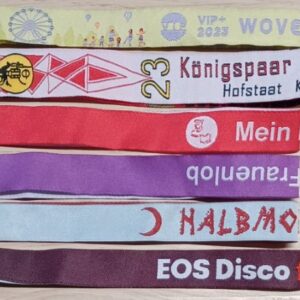 VIP+
2023 WOVE
23 Königspaar
Hofstaat K
Mein
Frauenlob
HALBMO
EOS Disco